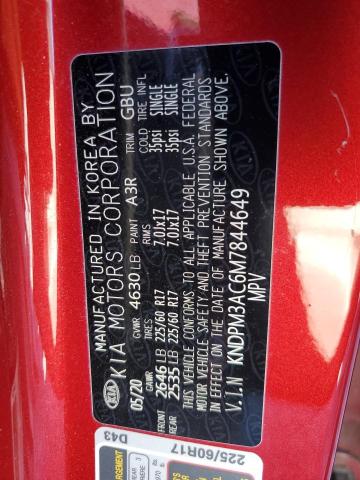 MANUFACTURED IN KOREA BY
KIA MOTORS CORPORATION
KIA
05/20 GVWR 4630 LB PAINT A3R TRIM GBU
GAWR TIRES RIMS COLD TIRE INFL
FRONT 2646 LB 225/60 R17 7.0Jx17 35psi SINGLE
REAR 2535 LB 225/60 R17 7.0Jx17 35psi SINGLE
THIS VEHICLE CONFORMS TO ALL APPLICABLE U.S.A. FEDERAL
MOTOR VEHICLE SAFETY AND THEFT PREVENTION STANDARDS
IN EFFECT ON THE DATE OF MANUFACTURE SHOWN ABOVE.
V.I.N KNDPM3AC6M7844649
MPV
D43
225/60R17